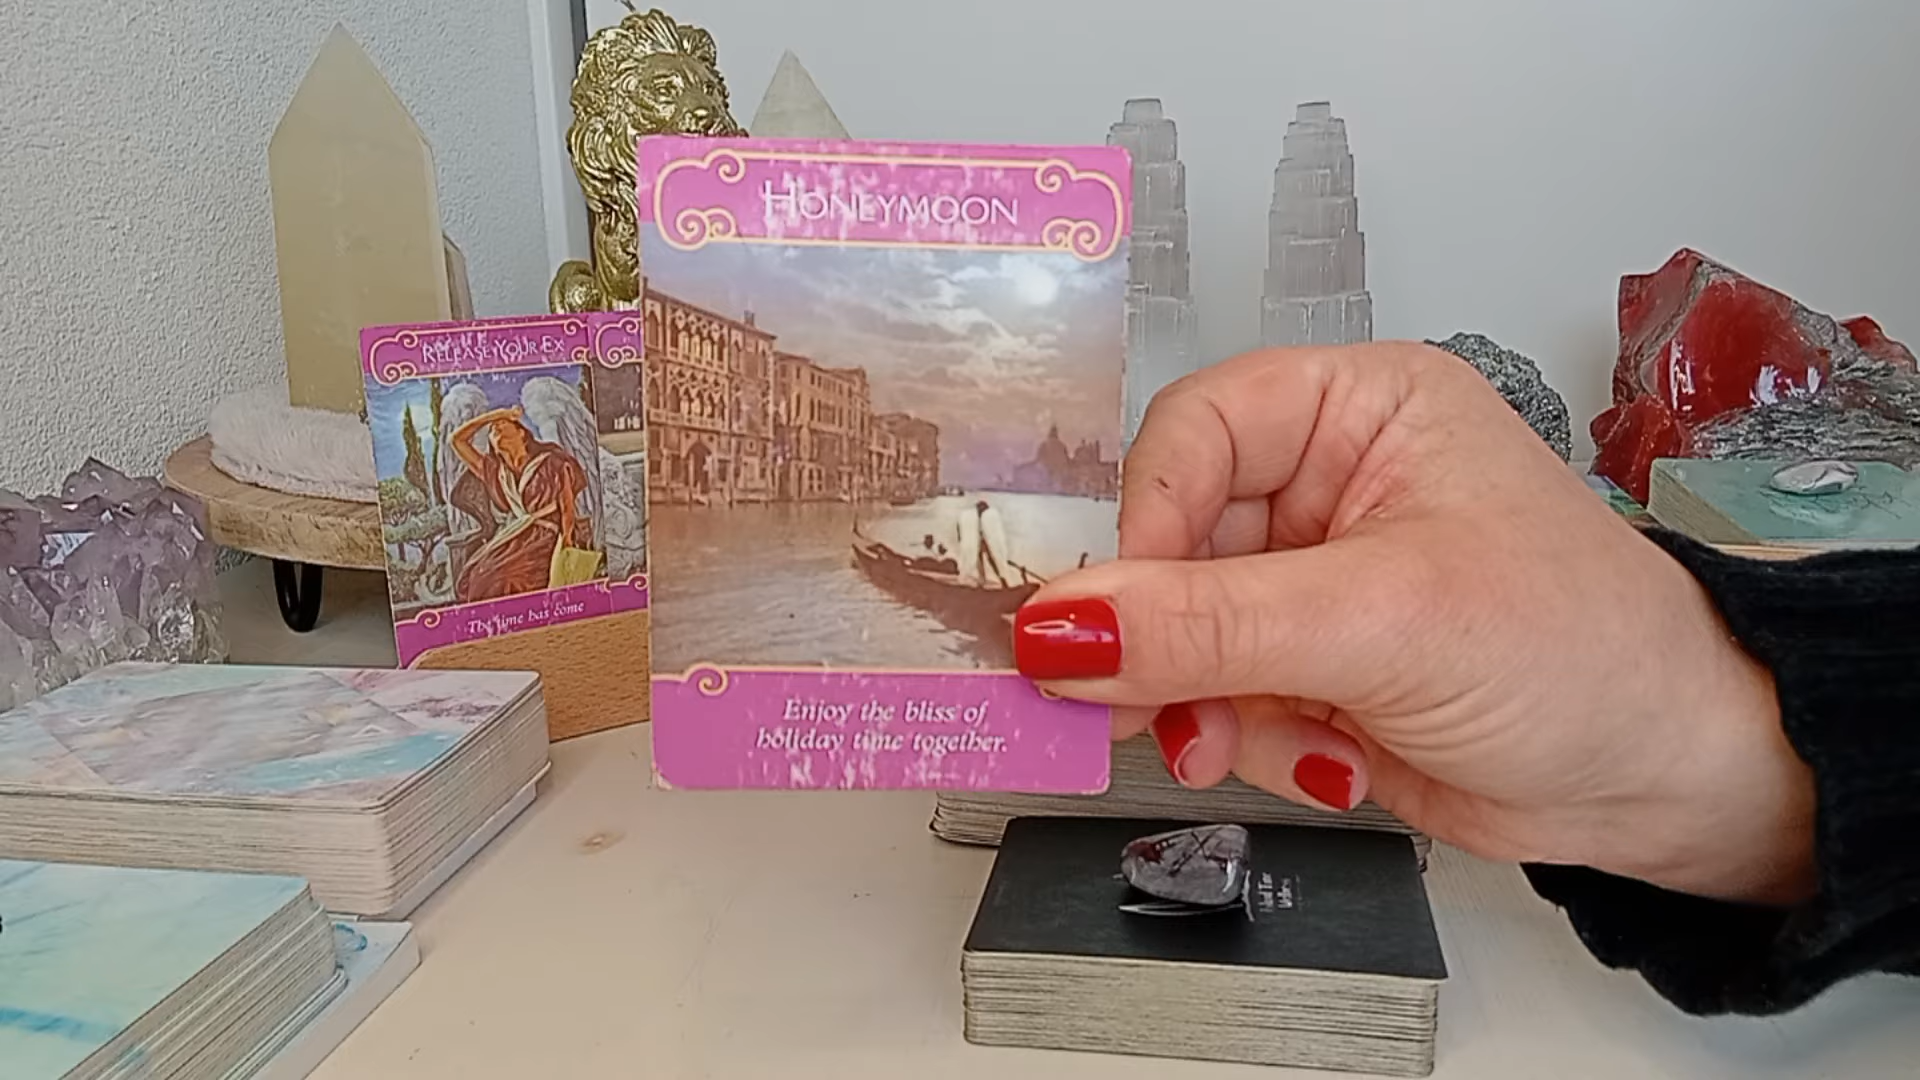 HONEYMOON
Enjoy the bliss of
holiday time together.
RELEASE YOUR EX
The time has come